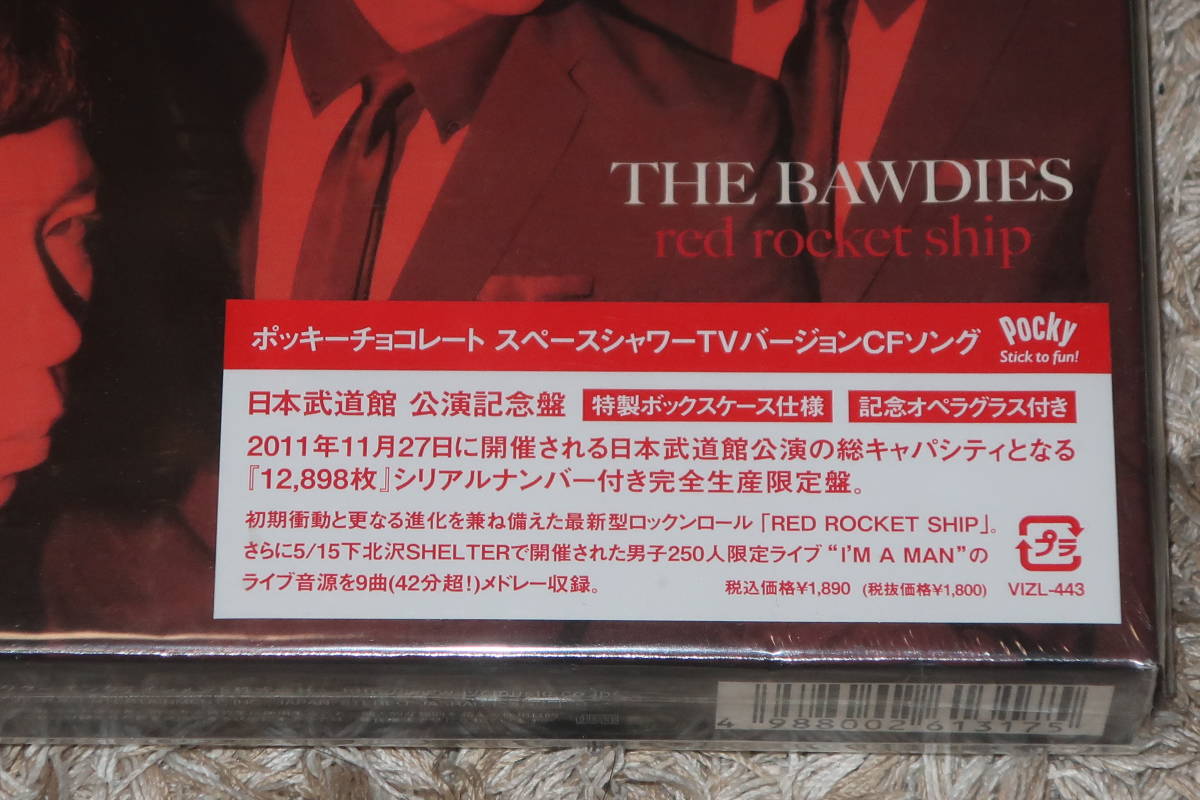 THE BAWDIES
red rocket ship
ポッキーチョコレート スペースシャワーTVバージョンCFソング
Pocky
Stick to fun!
日本武道館 公演記念盤 特製ボックスケース仕様 記念オペラグラス付き
2011年11月27日に開催される日本武道館公演の総キャパシティとなる
『12,898枚』シリアルナンバー付き完全生産限定盤。
初期衝動と更なる進化を兼ね備えた最新型ロックンロール「RED ROCKET SHIP」。
さらに5/15下北沢SHELTERで開催された男子250人限定ライブ“I'M A MAN”の
ライブ音源を9曲(42分超!)メドレー収録。
プラ
税込価格¥1,890 (税抜価格¥1,800) VIZL-443
4 988002 613175